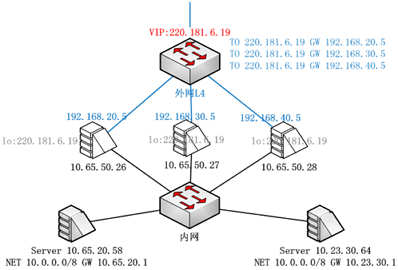 VIP:220.181.6.19
TO 220.181.6.19 GW 192.168.20.5
TO 220.181.6.19 GW 192.168.30.5
TO 220.181.6.19 GW 192.168.40.5
外网L4
192.168.20.5
192.168.30.5
192.168.40.5
lo:220.181.6.19
lo:220.181.6.19
lo:220.181.6.19
10.65.50.26
10.65.50.27
10.65.50.28
内网
Server 10.65.20.58
NET 10.0.0.0/8 GW 10.65.20.1
Server 10.23.30.64
NET 10.0.0.0/8 GW 10.23.30.1